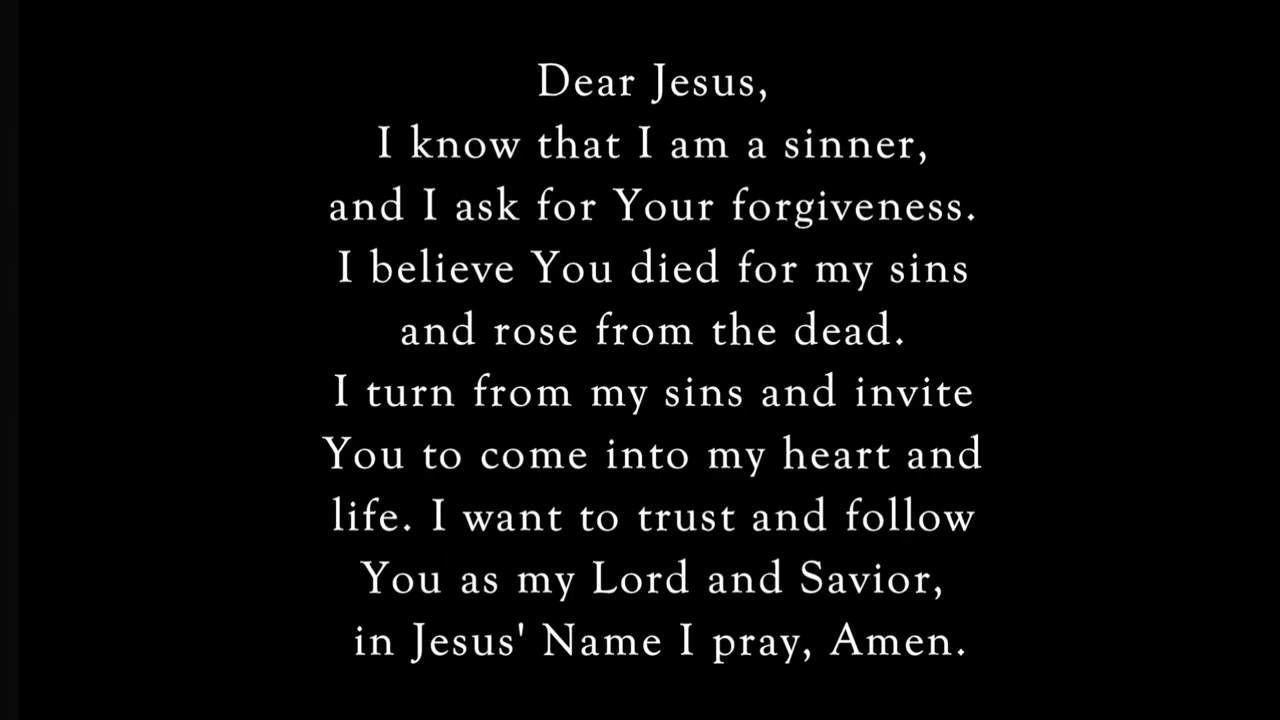 Dear Jesus,
I know that I am a sinner,
and I ask for Your forgiveness.
I believe You died for my sins
and rose from the dead.
I turn from my sins and invite
You to come into my heart and
life. I want to trust and follow
You as my Lord and Savior,
in Jesus' Name I pray, Amen.